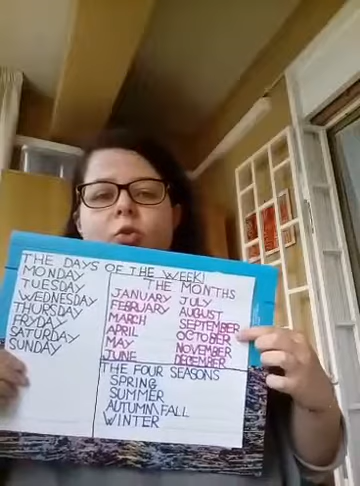 THE DAYS OF THE WEEK!
MONDAY
TUESDAY
WEDNESDAY
THURSDAY
FRYDAY
SATURDAY
SUNDAY
THE MONTHS
JANUARY
FEBRUARY
MARCH
APRIL
MAY
JUNE
JULY
AUGUST
SEPTEMBER
OCTOBER
NOVEMBER
DECEMBER
THE FOUR SEASONS
SPRING
SUMMER
AUTUMN\FALL
WINTER